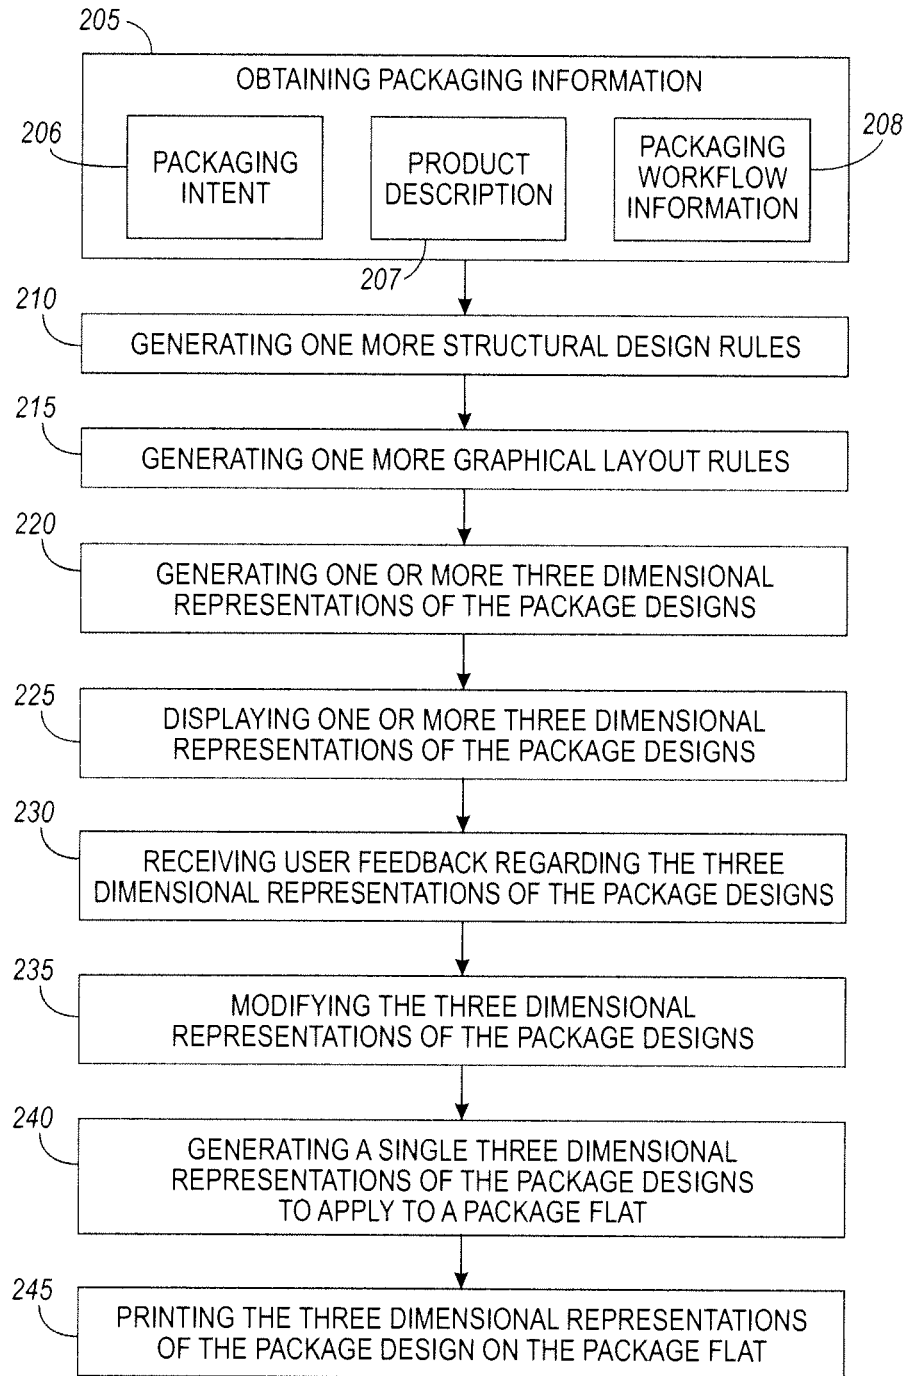 205
OBTAINING PACKAGING INFORMATION
206
PACKAGING
INTENT
PRODUCT
DESCRIPTION
207
PACKAGING
WORKFLOW
INFORMATION
208
210
GENERATING ONE MORE STRUCTURAL DESIGN RULES
215
GENERATING ONE MORE GRAPHICAL LAYOUT RULES
220
GENERATING ONE OR MORE THREE DIMENSIONAL
REPRESENTATIONS OF THE PACKAGE DESIGNS
225
DISPLAYING ONE OR MORE THREE DIMENSIONAL
REPRESENTATIONS OF THE PACKAGE DESIGNS
230
RECEIVING USER FEEDBACK REGARDING THE THREE
DIMENSIONAL REPRESENTATIONS OF THE PACKAGE DESIGNS
235
MODIFYING THE THREE DIMENSIONAL
REPRESENTATIONS OF THE PACKAGE DESIGNS
240
GENERATING A SINGLE THREE DIMENSIONAL
REPRESENTATIONS OF THE PACKAGE DESIGNS
TO APPLY TO A PACKAGE FLAT
245
PRINTING THE THREE DIMENSIONAL REPRESENTATIONS
OF THE PACKAGE DESIGN ON THE PACKAGE FLAT